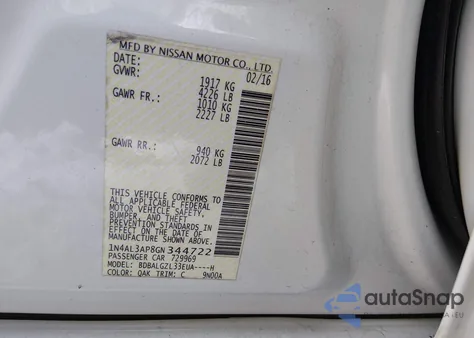 MFD BY NISSAN MOTOR CO., LTD.
DATE: 02/16
GVWR: 1917 KG
4226 LB
GAWR FR.: 1010 KG
2227 LB
GAWR RR.: 940 KG
2072 LB
THIS VEHICLE CONFORMS TO
ALL APPLICABLE FEDERAL
MOTOR VEHICLE SAFETY,
BUMPER, AND THEFT
PREVENTION STANDARDS
IN EFFECT ON THE DATE OF
MANUFACTURE SHOWN ABOVE.
1N4AL3AP8GN344722
PASSENGER CAR 729969
MODEL: BDBALGZL33EUA----H
COLOR: QAK TRIM: C 9N00A
autaSnap